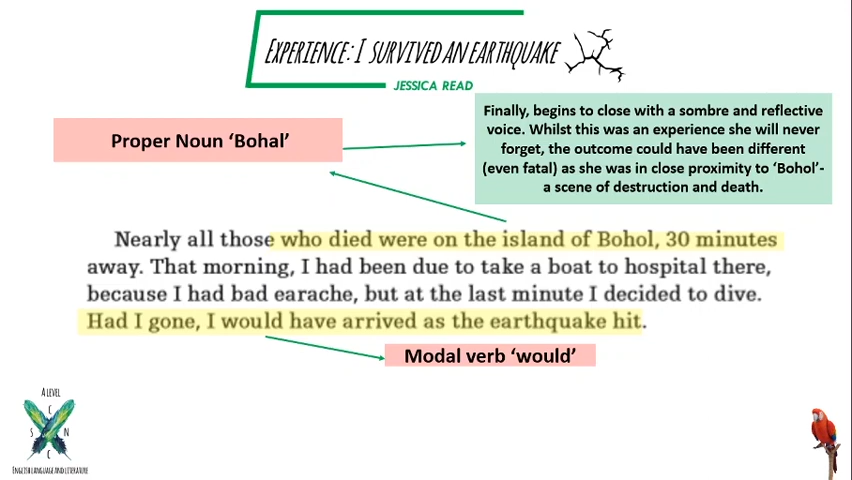 EXPERIENCE: I SURVIVED AN EARTHQUAKE
JESSICA READ
Proper Noun ‘Bohal’
Finally, begins to close with a sombre and reflective
voice. Whilst this was an experience she will never
forget, the outcome could have been different
(even fatal) as she was in close proximity to ‘Bohol’-
a scene of destruction and death.
Nearly all those who died were on the island of Bohol, 30 minutes
away. That morning, I had been due to take a boat to hospital there,
because I had bad earache, but at the last minute I decided to dive.
Had I gone, I would have arrived as the earthquake hit.
Modal verb ‘would’
A LEVEL
C
S N
C
ENGLISH LANGUAGE AND LITERATURE